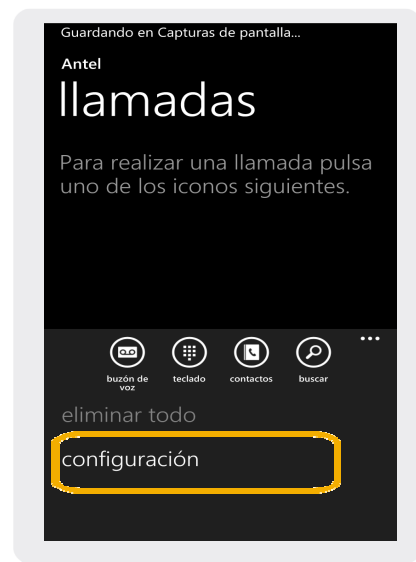 Guardando en Capturas de pantalla...
Antel
llamadas
Para realizar una llamada pulsa
uno de los iconos siguientes.
buzón de
voz
teclado
contactos
buscar
eliminar todo
configuración